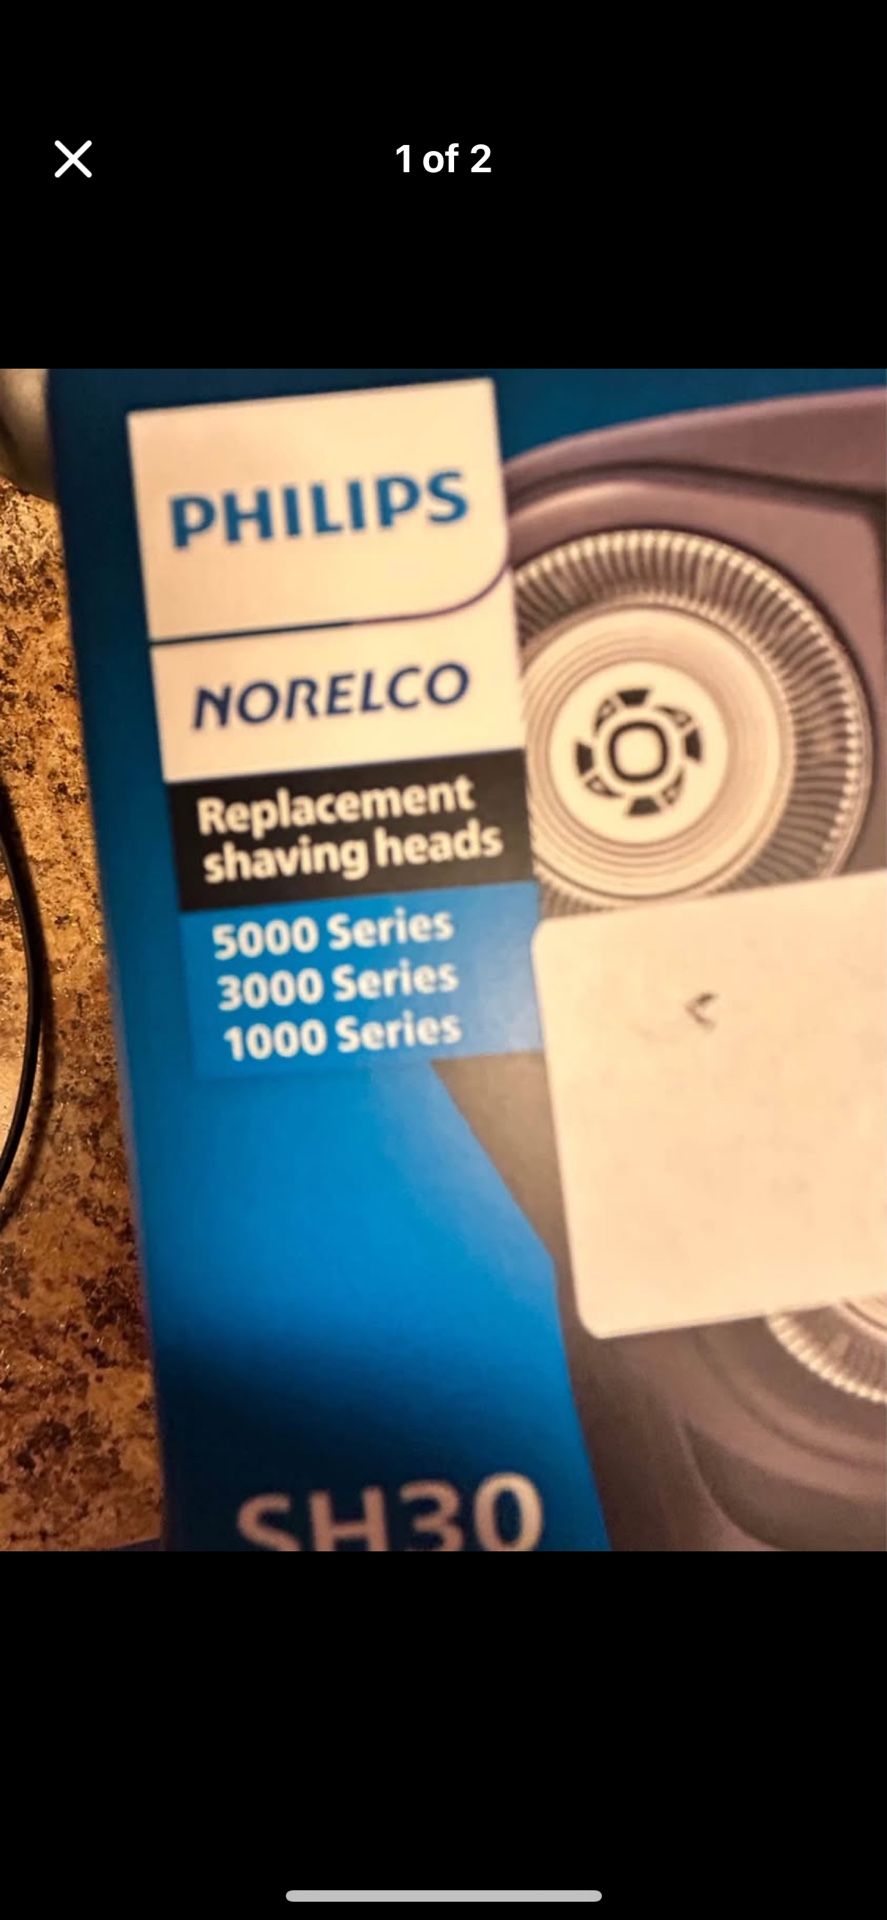 1 of 2
PHILIPS
NORELCO
Replacement
shaving heads
5000 Series
3000 Series
1000 Series
SH30